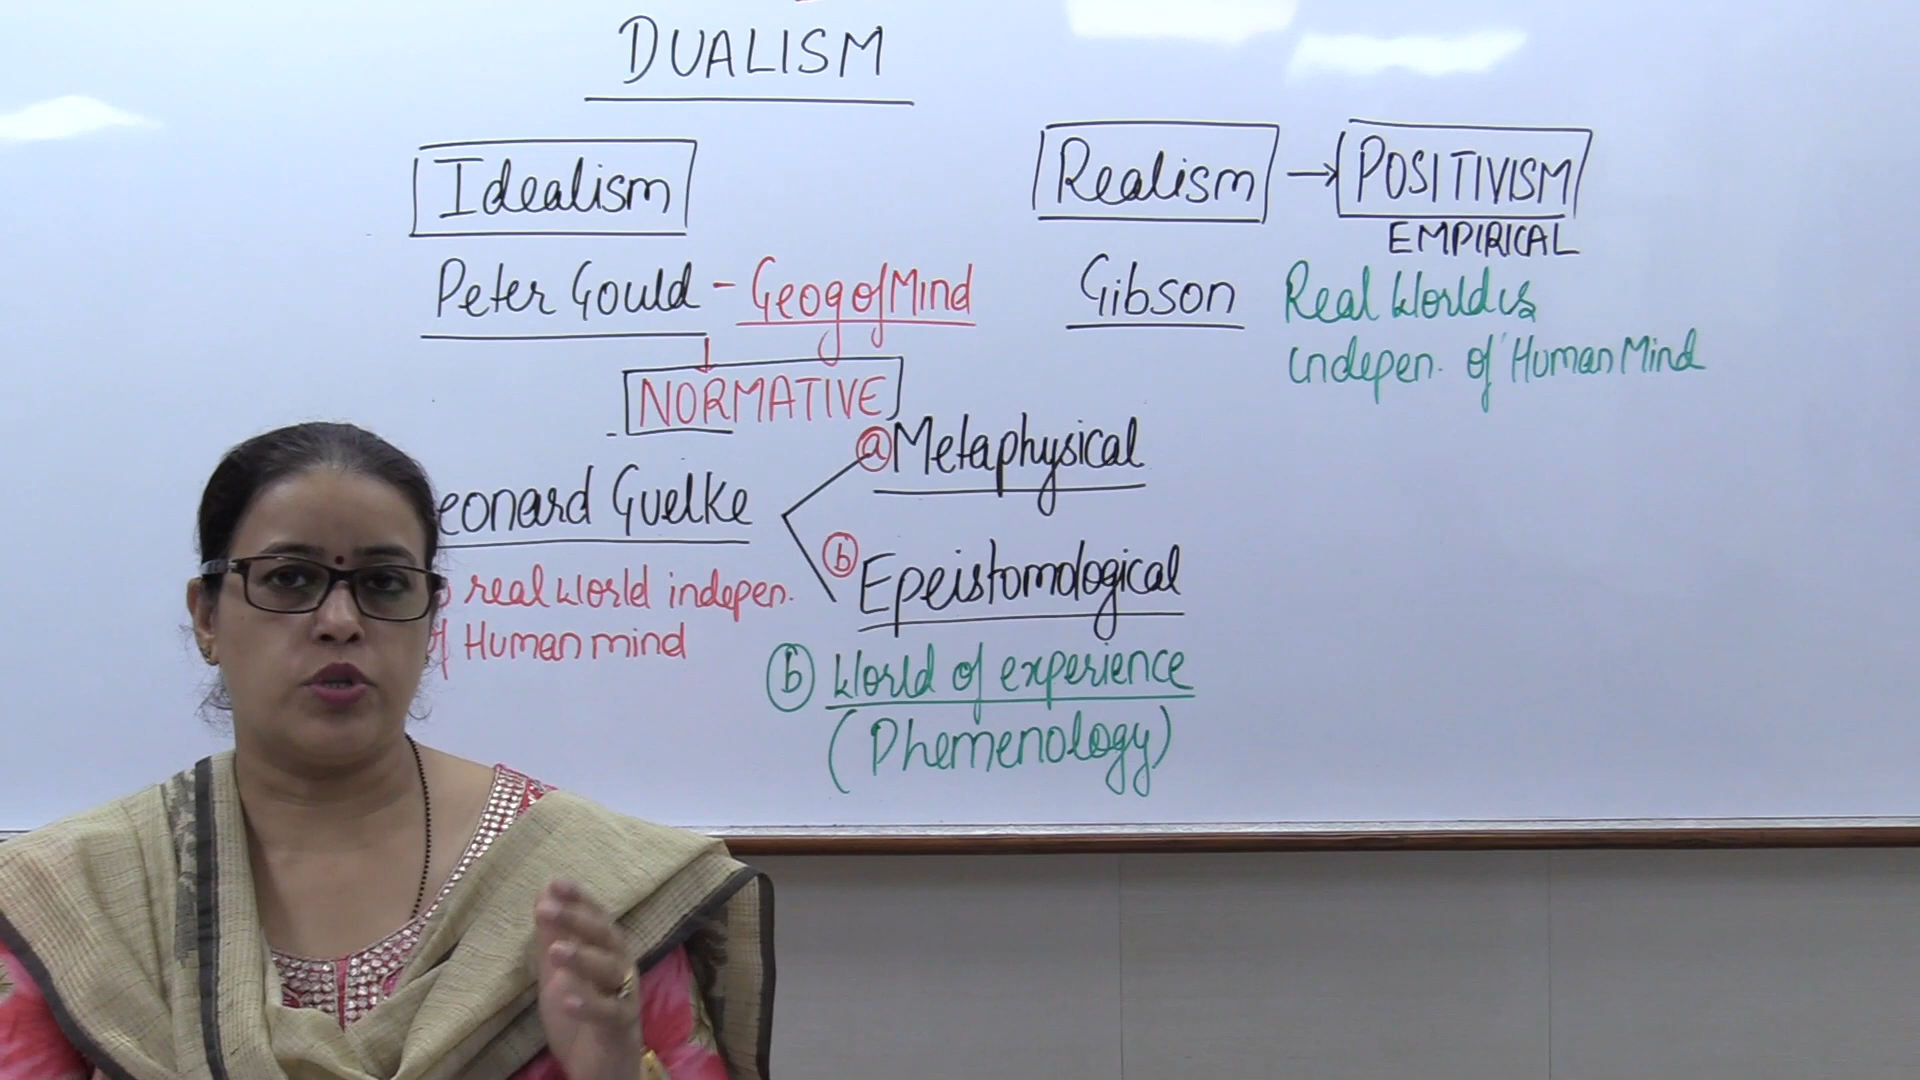 DUALISM
Idealism
Realism → POSITIVISM
EMPIRICAL
Peter Gould - Geog of Mind
Gibson
Real World is
indepen. of Human Mind
NORMATIVE
eonard Guelke
(a) Metaphysical
(b) Epeistomological
real world indepen.
of Human mind
(b) World of experience
(Phemenology)